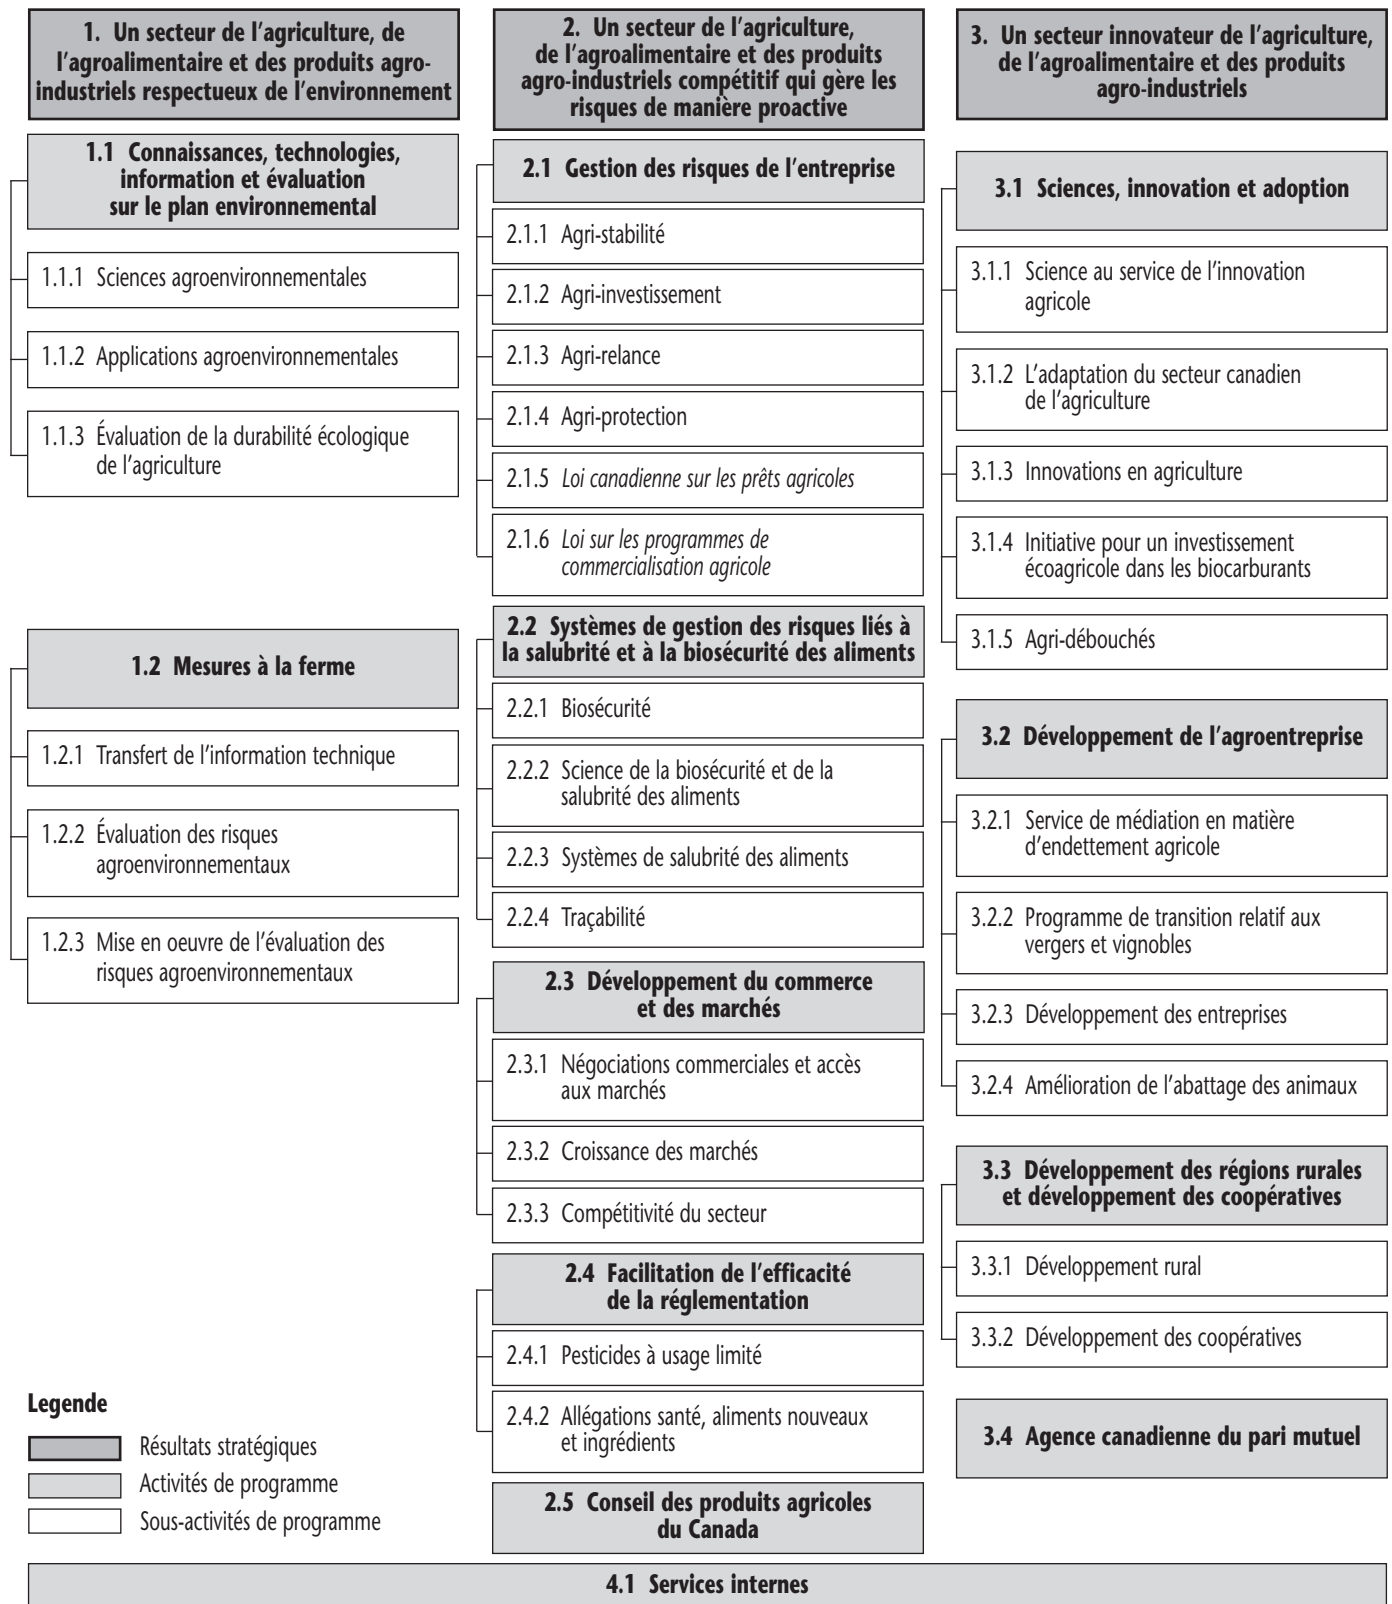 1. Un secteur de l'agriculture, de
l'agroalimentaire et des produits agro-
industriels respectueux de l'environnement
1.1 Connaissances, technologies,
information et évaluation
sur le plan environnemental
1.1.1 Sciences agroenvironnementales
1.1.2 Applications agroenvironnementales
1.1.3 Évaluation de la durabilité écologique
de l'agriculture
1.2 Mesures à la ferme
1.2.1 Transfert de l'information technique
1.2.2 Évaluation des risques
agroenvironnementaux
1.2.3 Mise en oeuvre de l'évaluation des
risques agroenvironnementaux
2. Un secteur de l'agriculture,
de l'agroalimentaire et des produits
agro-industriels compétitif qui gère les
risques de manière proactive
2.1 Gestion des risques de l'entreprise
2.1.1 Agri-stabilité
2.1.2 Agri-investissement
2.1.3 Agri-relance
2.1.4 Agri-protection
2.1.5 Loi canadienne sur les prêts agricoles
2.1.6 Loi sur les programmes de
commercialisation agricole
2.2 Systèmes de gestion des risques liés à
la salubrité et à la biosécurité des aliments
2.2.1 Biosécurité
2.2.2 Science de la biosécurité et de la
salubrité des aliments
2.2.3 Systèmes de salubrité des aliments
2.2.4 Traçabilité
2.3 Développement du commerce
et des marchés
2.3.1 Négociations commerciales et accès
aux marchés
2.3.2 Croissance des marchés
2.3.3 Compétitivité du secteur
2.4 Facilitation de l'efficacité
de la réglementation
2.4.1 Pesticides à usage limité
2.4.2 Allégations santé, aliments nouveaux
et ingrédients
2.5 Conseil des produits agricoles
du Canada
3. Un secteur innovateur de l'agriculture,
de l'agroalimentaire et des produits
agro-industriels
3.1 Sciences, innovation et adoption
3.1.1 Science au service de l'innovation
agricole
3.1.2 L'adaptation du secteur canadien
de l'agriculture
3.1.3 Innovations en agriculture
3.1.4 Initiative pour un investissement
écoagricole dans les biocarburants
3.1.5 Agri-débouchés
3.2 Développement de l'agroentreprise
3.2.1 Service de médiation en matière
d'endettement agricole
3.2.2 Programme de transition relatif aux
vergers et vignobles
3.2.3 Développement des entreprises
3.2.4 Amélioration de l'abattage des animaux
3.3 Développement des régions rurales
et développement des coopératives
3.3.1 Développement rural
3.3.2 Développement des coopératives
3.4 Agence canadienne du pari mutuel
Legende
Résultats stratégiques
Activités de programme
Sous-activités de programme
4.1 Services internes